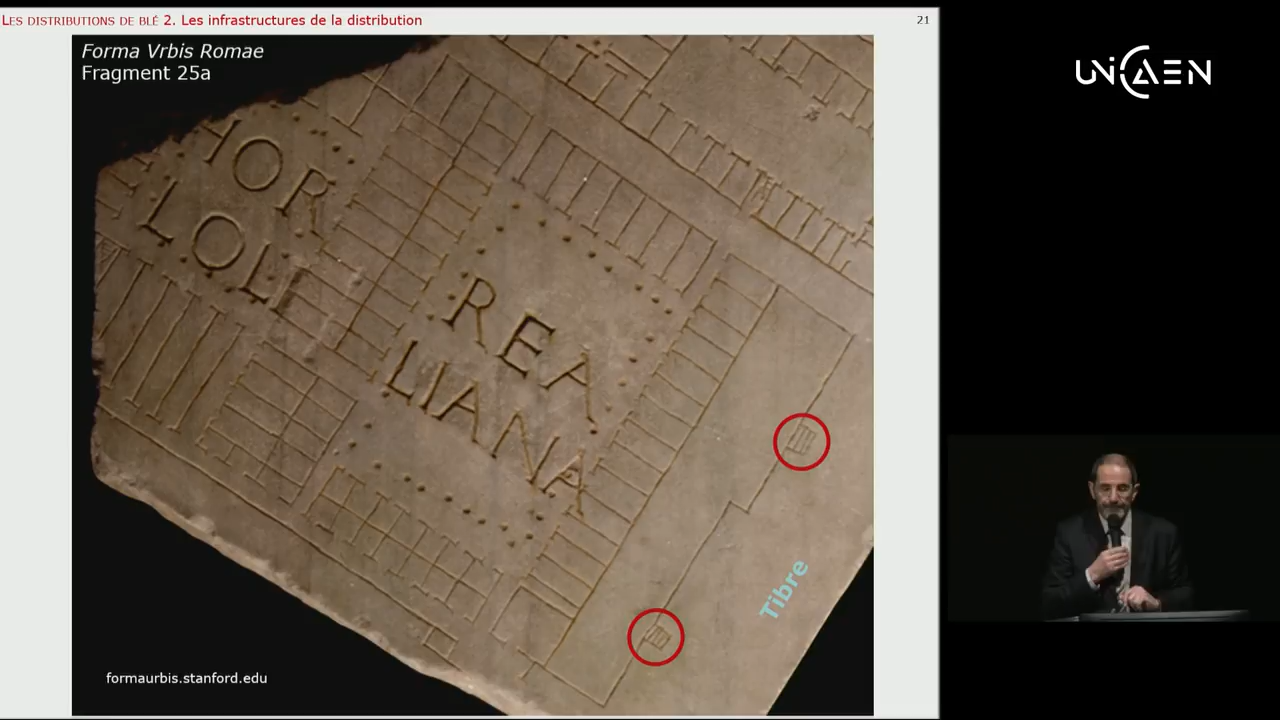 LES DISTRIBUTIONS DE BLÉ 2. Les infrastructures de la distribution
21
Forma Vrbis Romae
Fragment 25a
HOR
LOLL
REA
LIANA
Tibre
formaurbis.stanford.edu
UNICAEN